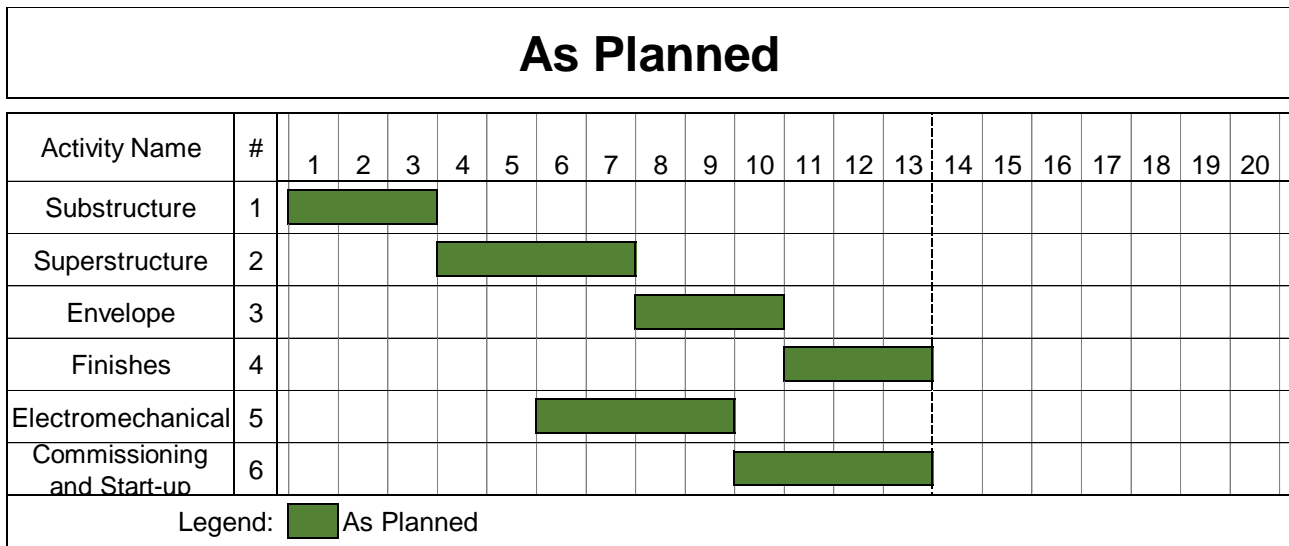 As Planned
Activity Name # 1 2 3 4 5 6 7 8 9 10 11 12 13 14 15 16 17 18 19 20
Substructure 1
Superstructure 2
Envelope 3
Finishes 4
Electromechanical 5
Commissioning
and Start-up 6
Legend: As Planned